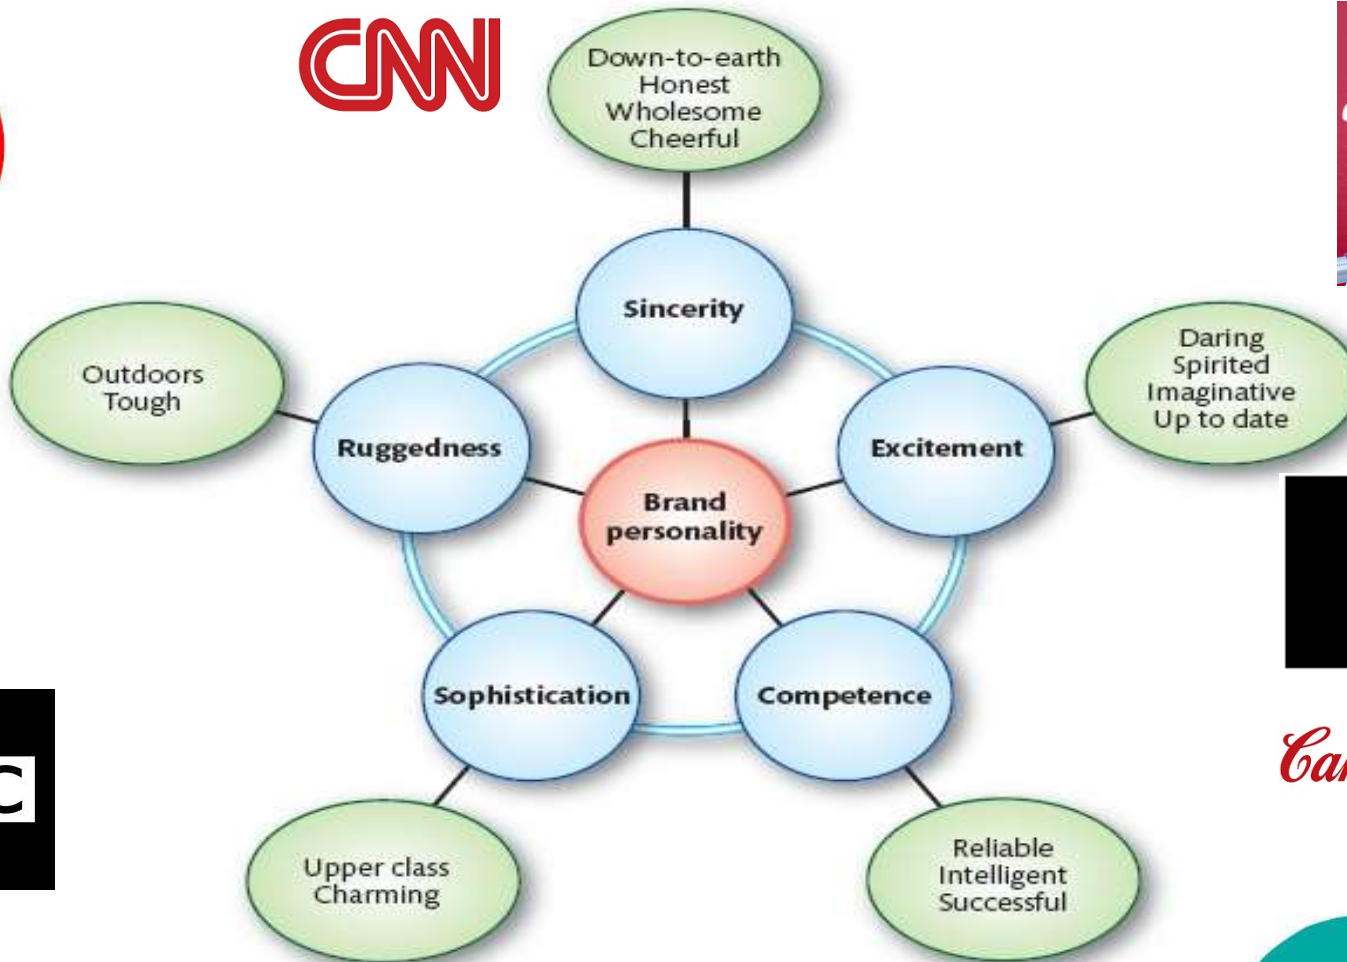 CNN
Down-to-earth
Honest
Wholesome
Cheerful
Sincerity
Outdoors
Tough
Daring
Spirited
Imaginative
Up to date
Ruggedness
Excitement
Brand
personality
Sophistication
Competence
C
Upper class
Charming
Reliable
Intelligent
Successful